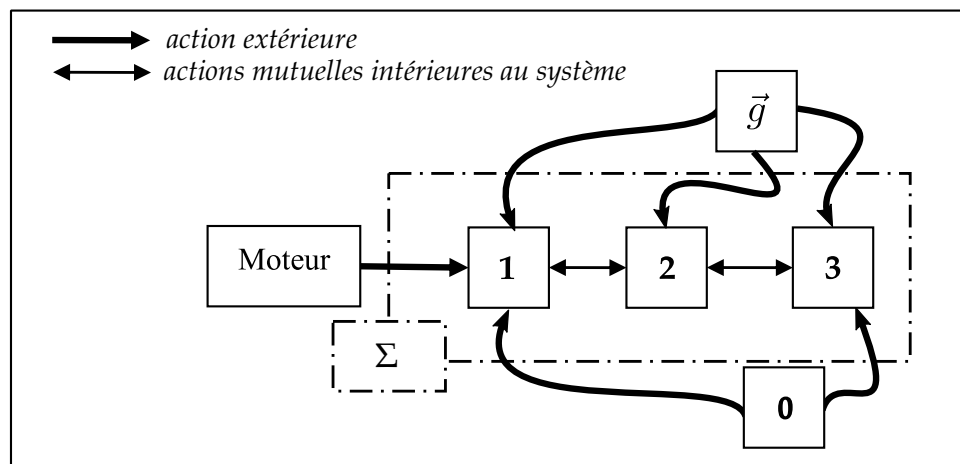 action extérieure
actions mutuelles intérieures au système
g⃗
Moteur
1
2
3
Σ
0